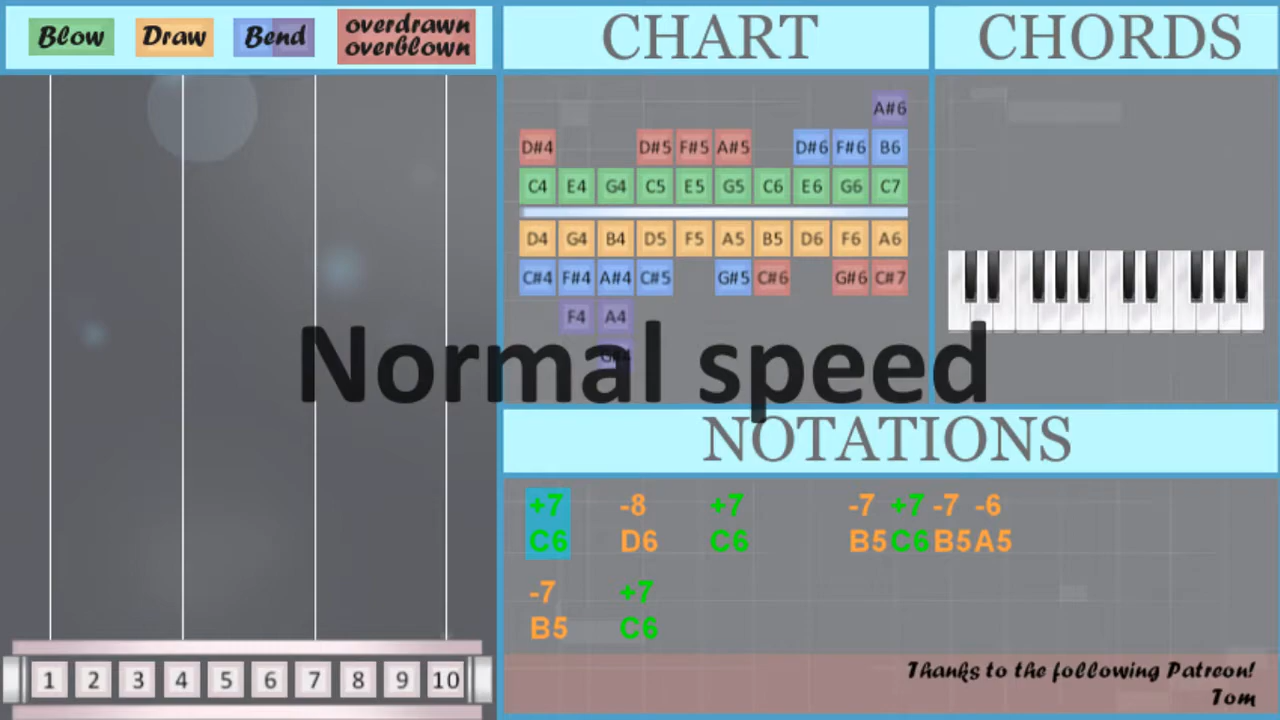 Blow Draw Bend overdrawn
overblown
CHART
CHORDS
A#6
D#4 D#5 F#5 A#5 D#6 F#6 B6
C4 E4 G4 C5 E5 G5 C6 E6 G6 C7
D4 G4 B4 D5 F5 A5 B5 D6 F6 A6
C#4 F#4 A#4 C#5 G#5 C#6 G#6 C#7
F4 A4
Normal speed
NOTATIONS
+7 -8 +7 -7 +7 -7 -6
C6 D6 C6 B5 C6 B5 A5
-7 +7
B5 C6
1 2 3 4 5 6 7 8 9 10
Thanks to the following Patreon!
Tom